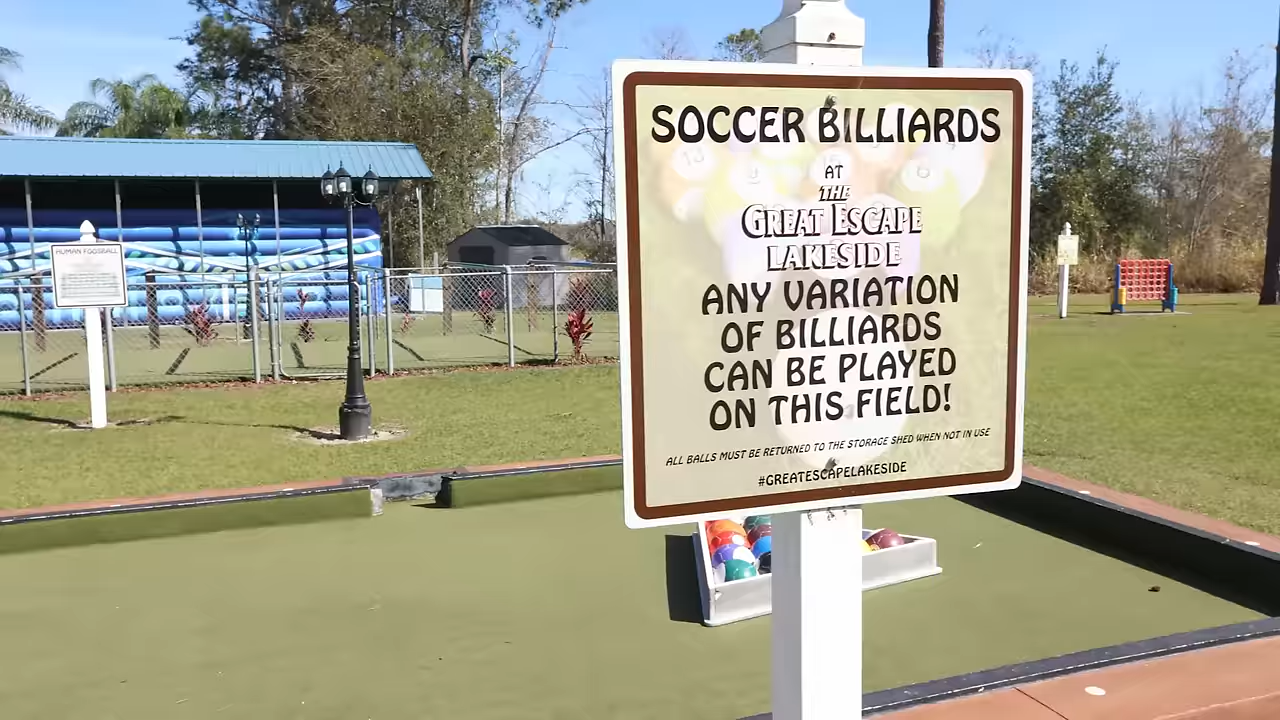 SOCCER BILLIARDS
AT
THE
GREAT ESCAPE
LAKESIDE
ANY VARIATION
OF BILLIARDS
CAN BE PLAYED
ON THIS FIELD!
ALL BALLS MUST BE RETURNED TO THE STORAGE SHED WHEN NOT IN USE
#GREATESCAPELAKESIDE
HUMAN FOOSBALL